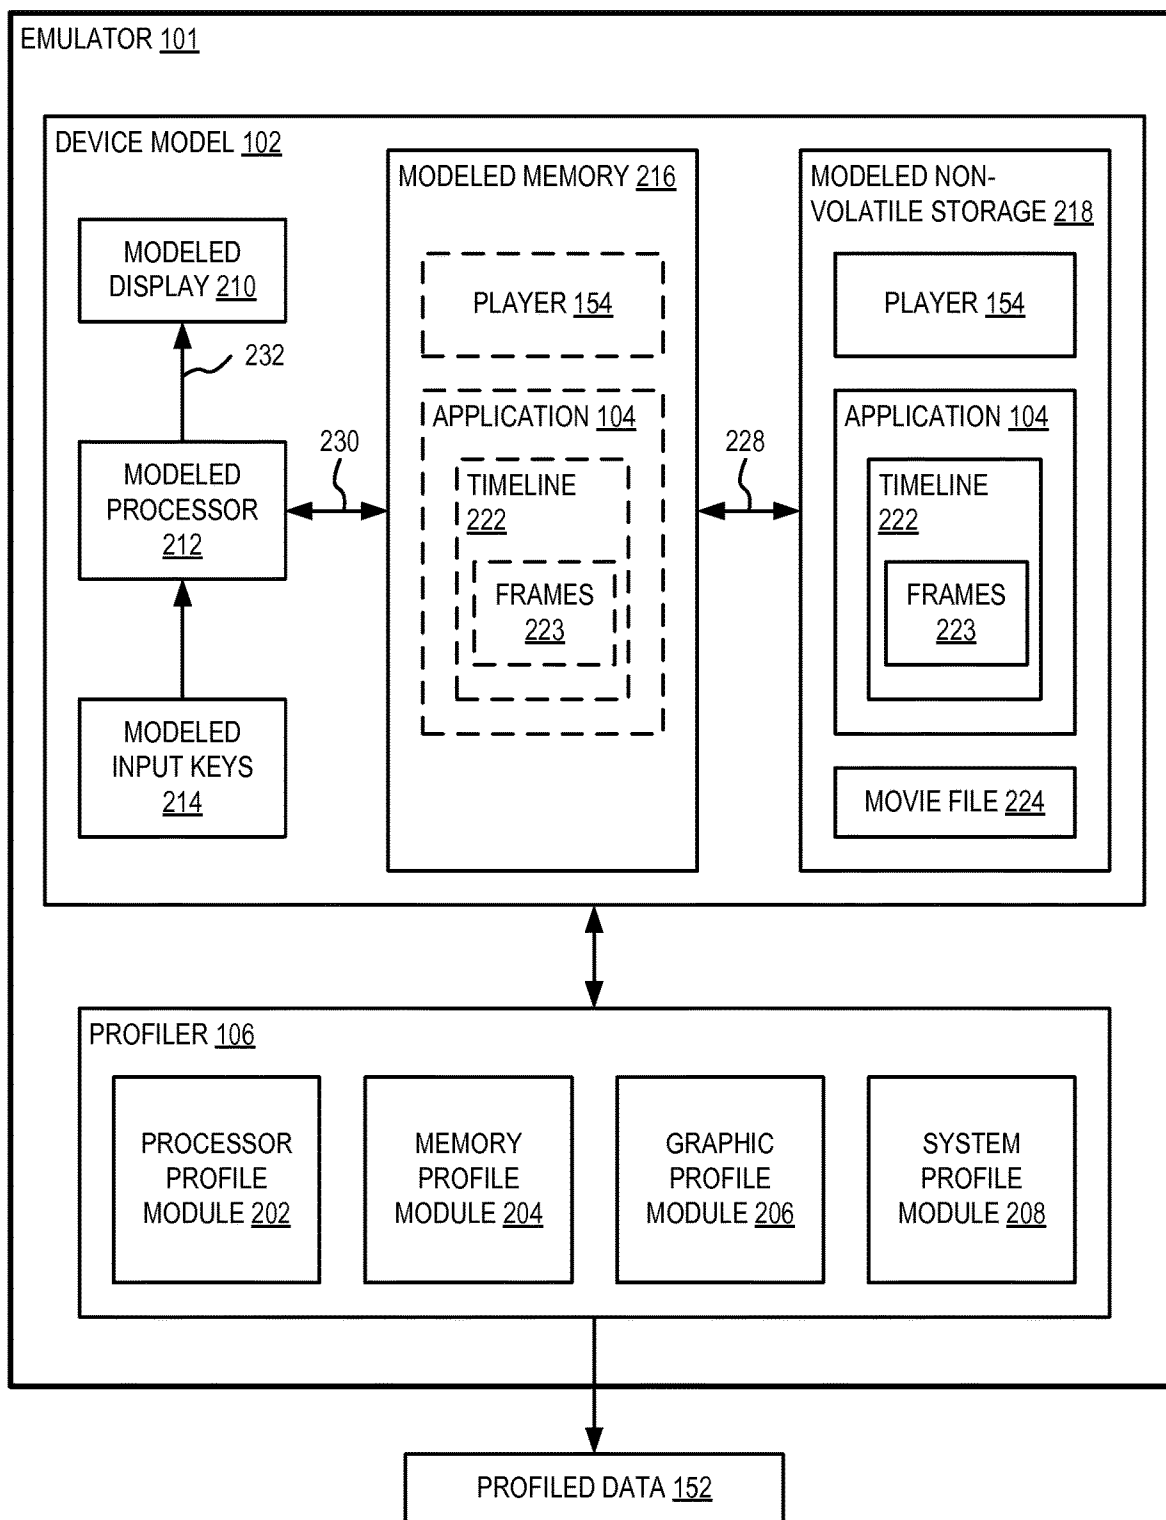 EMULATOR 101
DEVICE MODEL 102
MODELED
DISPLAY 210
232
MODELED
PROCESSOR
212
MODELED
INPUT KEYS
214
230
MODELED MEMORY 216
PLAYER 154
APPLICATION 104
TIMELINE
222
FRAMES
223
228
MODELED NON-
VOLATILE STORAGE 218
PLAYER 154
APPLICATION 104
TIMELINE
222
FRAMES
223
MOVIE FILE 224
PROFILER 106
PROCESSOR
PROFILE
MODULE 202
MEMORY
PROFILE
MODULE 204
GRAPHIC
PROFILE
MODULE 206
SYSTEM
PROFILE
MODULE 208
PROFILED DATA 152